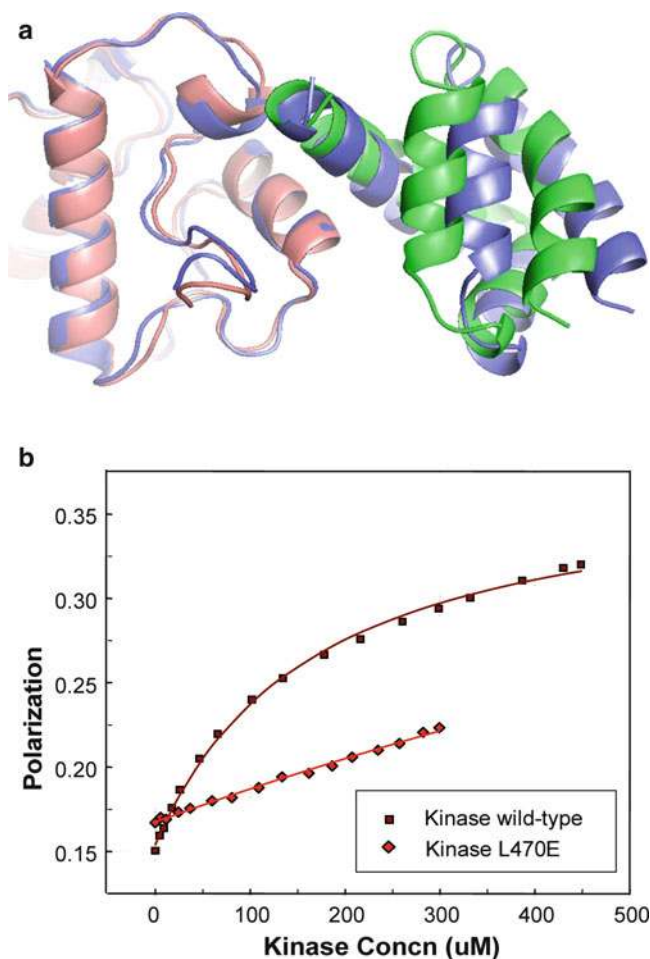 a
b
0.35
0.30
0.25
0.20
0.15
Polarization
Kinase wild-type
Kinase L470E
0 100 200 300 400 500
Kinase Concn (uM)